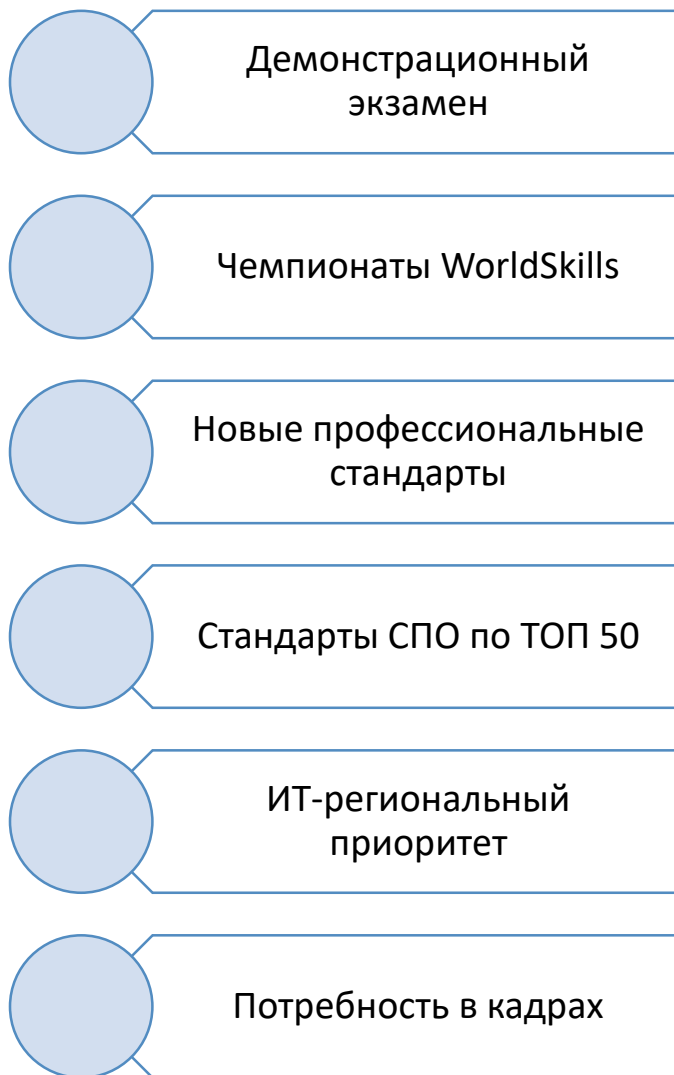 Демонстрационный
экзамен
Чемпионаты WorldSkills
Новые профессиональные
стандарты
Стандарты СПО по ТОП 50
ИТ-региональный
приоритет
Потребность в кадрах